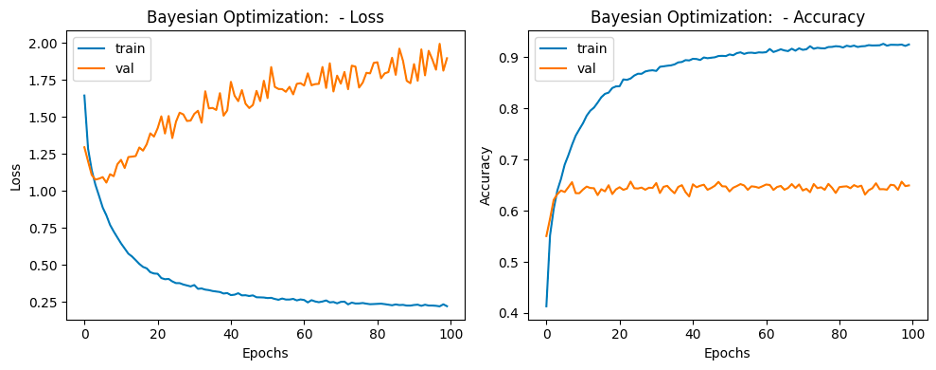 Bayesian Optimization:  - Loss
train
val
2.00
1.75
1.50
1.25
1.00
0.75
0.50
0.25
Loss
0 20 40 60 80 100
Epochs
Bayesian Optimization:  - Accuracy
train
val
0.9
0.8
0.7
0.6
0.5
0.4
Accuracy
0 20 40 60 80 100
Epochs